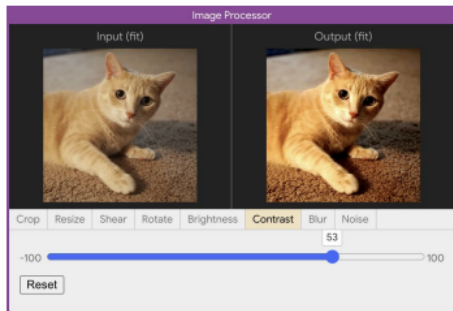 Image Processor
Input (fit) Output (fit)
Crop Resize Shear Rotate Brightness Contrast Blur Noise
53
-100 100
Reset